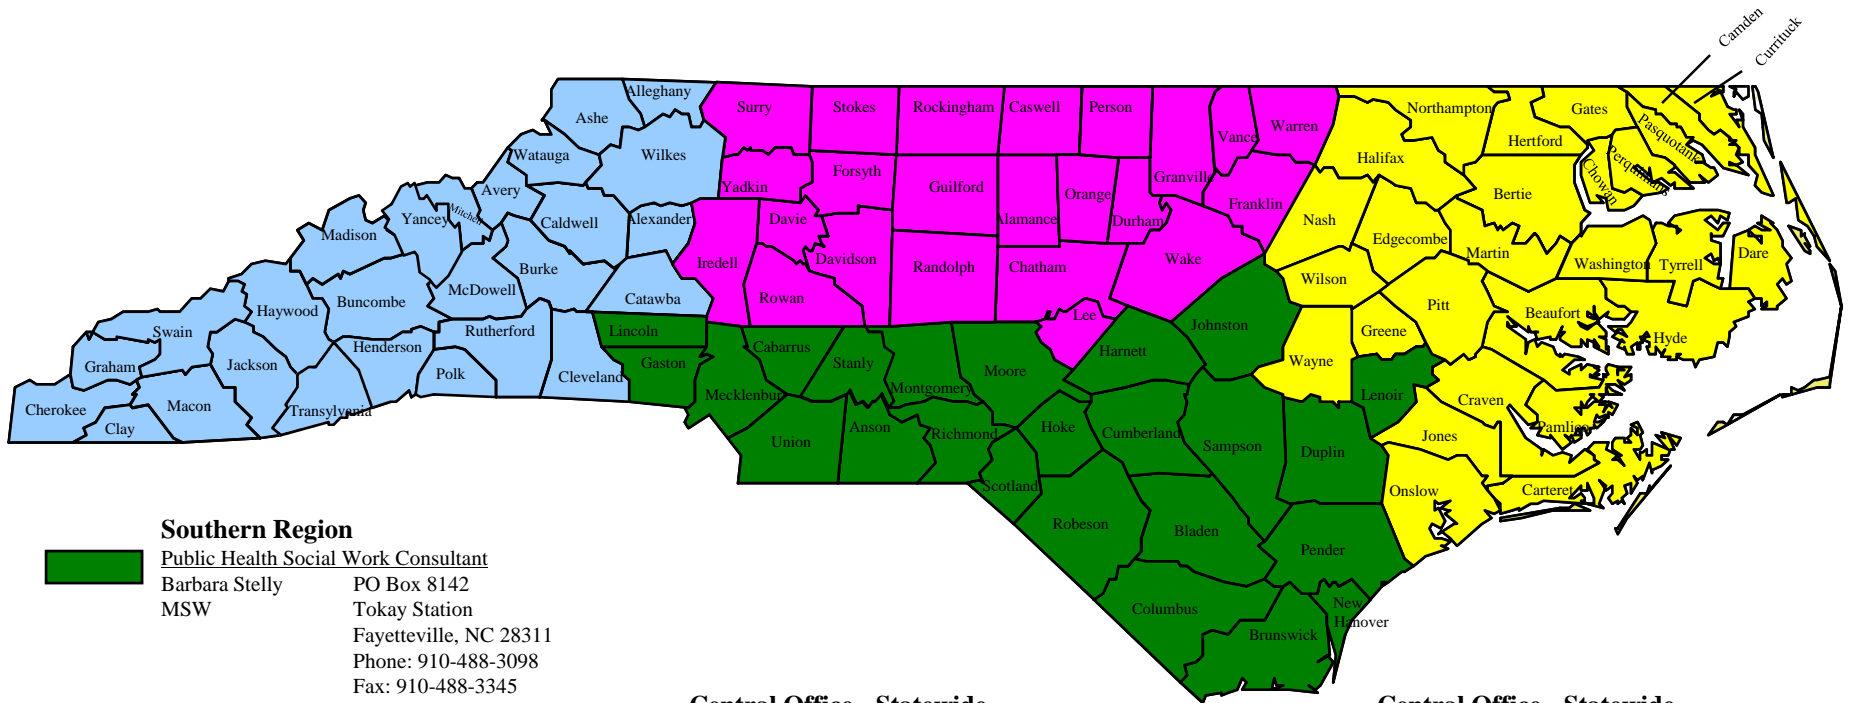 Camden
Currituck
Alleghany
Ashe
Surry
Stokes
Rockingham
Caswell
Person
Vance
Warren
Northampton
Gates
Hertford
Pasquotank
Perquimans
Chowan
Watauga
Wilkes
Yadkin
Forsyth
Guilford
Alamance
Orange
Durham
Granville
Franklin
Halifax
Bertie
Avery
Mitchell
Yancey
Madison
Caldwell
Alexander
Davie
Iredell
Davidson
Randolph
Chatham
Wake
Nash
Edgecombe
Martin
Washington
Tyrrell
Dare
Haywood
Buncombe
McDowell
Burke
Catawba
Rowan
Lee
Johnston
Wilson
Pitt
Beaufort
Hyde
Swain
Graham
Jackson
Henderson
Rutherford
Polk
Cleveland
Lincoln
Gaston
Cabarrus
Stanly
Montgomery
Moore
Harnett
Wayne
Greene
Lenoir
Craven
Pamlico
Cherokee
Clay
Macon
Transylvania
Mecklenburg
Union
Anson
Richmond
Scotland
Hoke
Cumberland
Sampson
Duplin
Jones
Onslow
Carteret
Robeson
Bladen
Pender
Columbus
Brunswick
New
Hanover
Southern Region
Public Health Social Work Consultant
Barbara Stelly PO Box 8142
MSW Tokay Station
Fayetteville, NC 28311
Phone: 910-488-3098
Fax: 910-488-3345
Central Office - Statewide
Central Office - Statewide